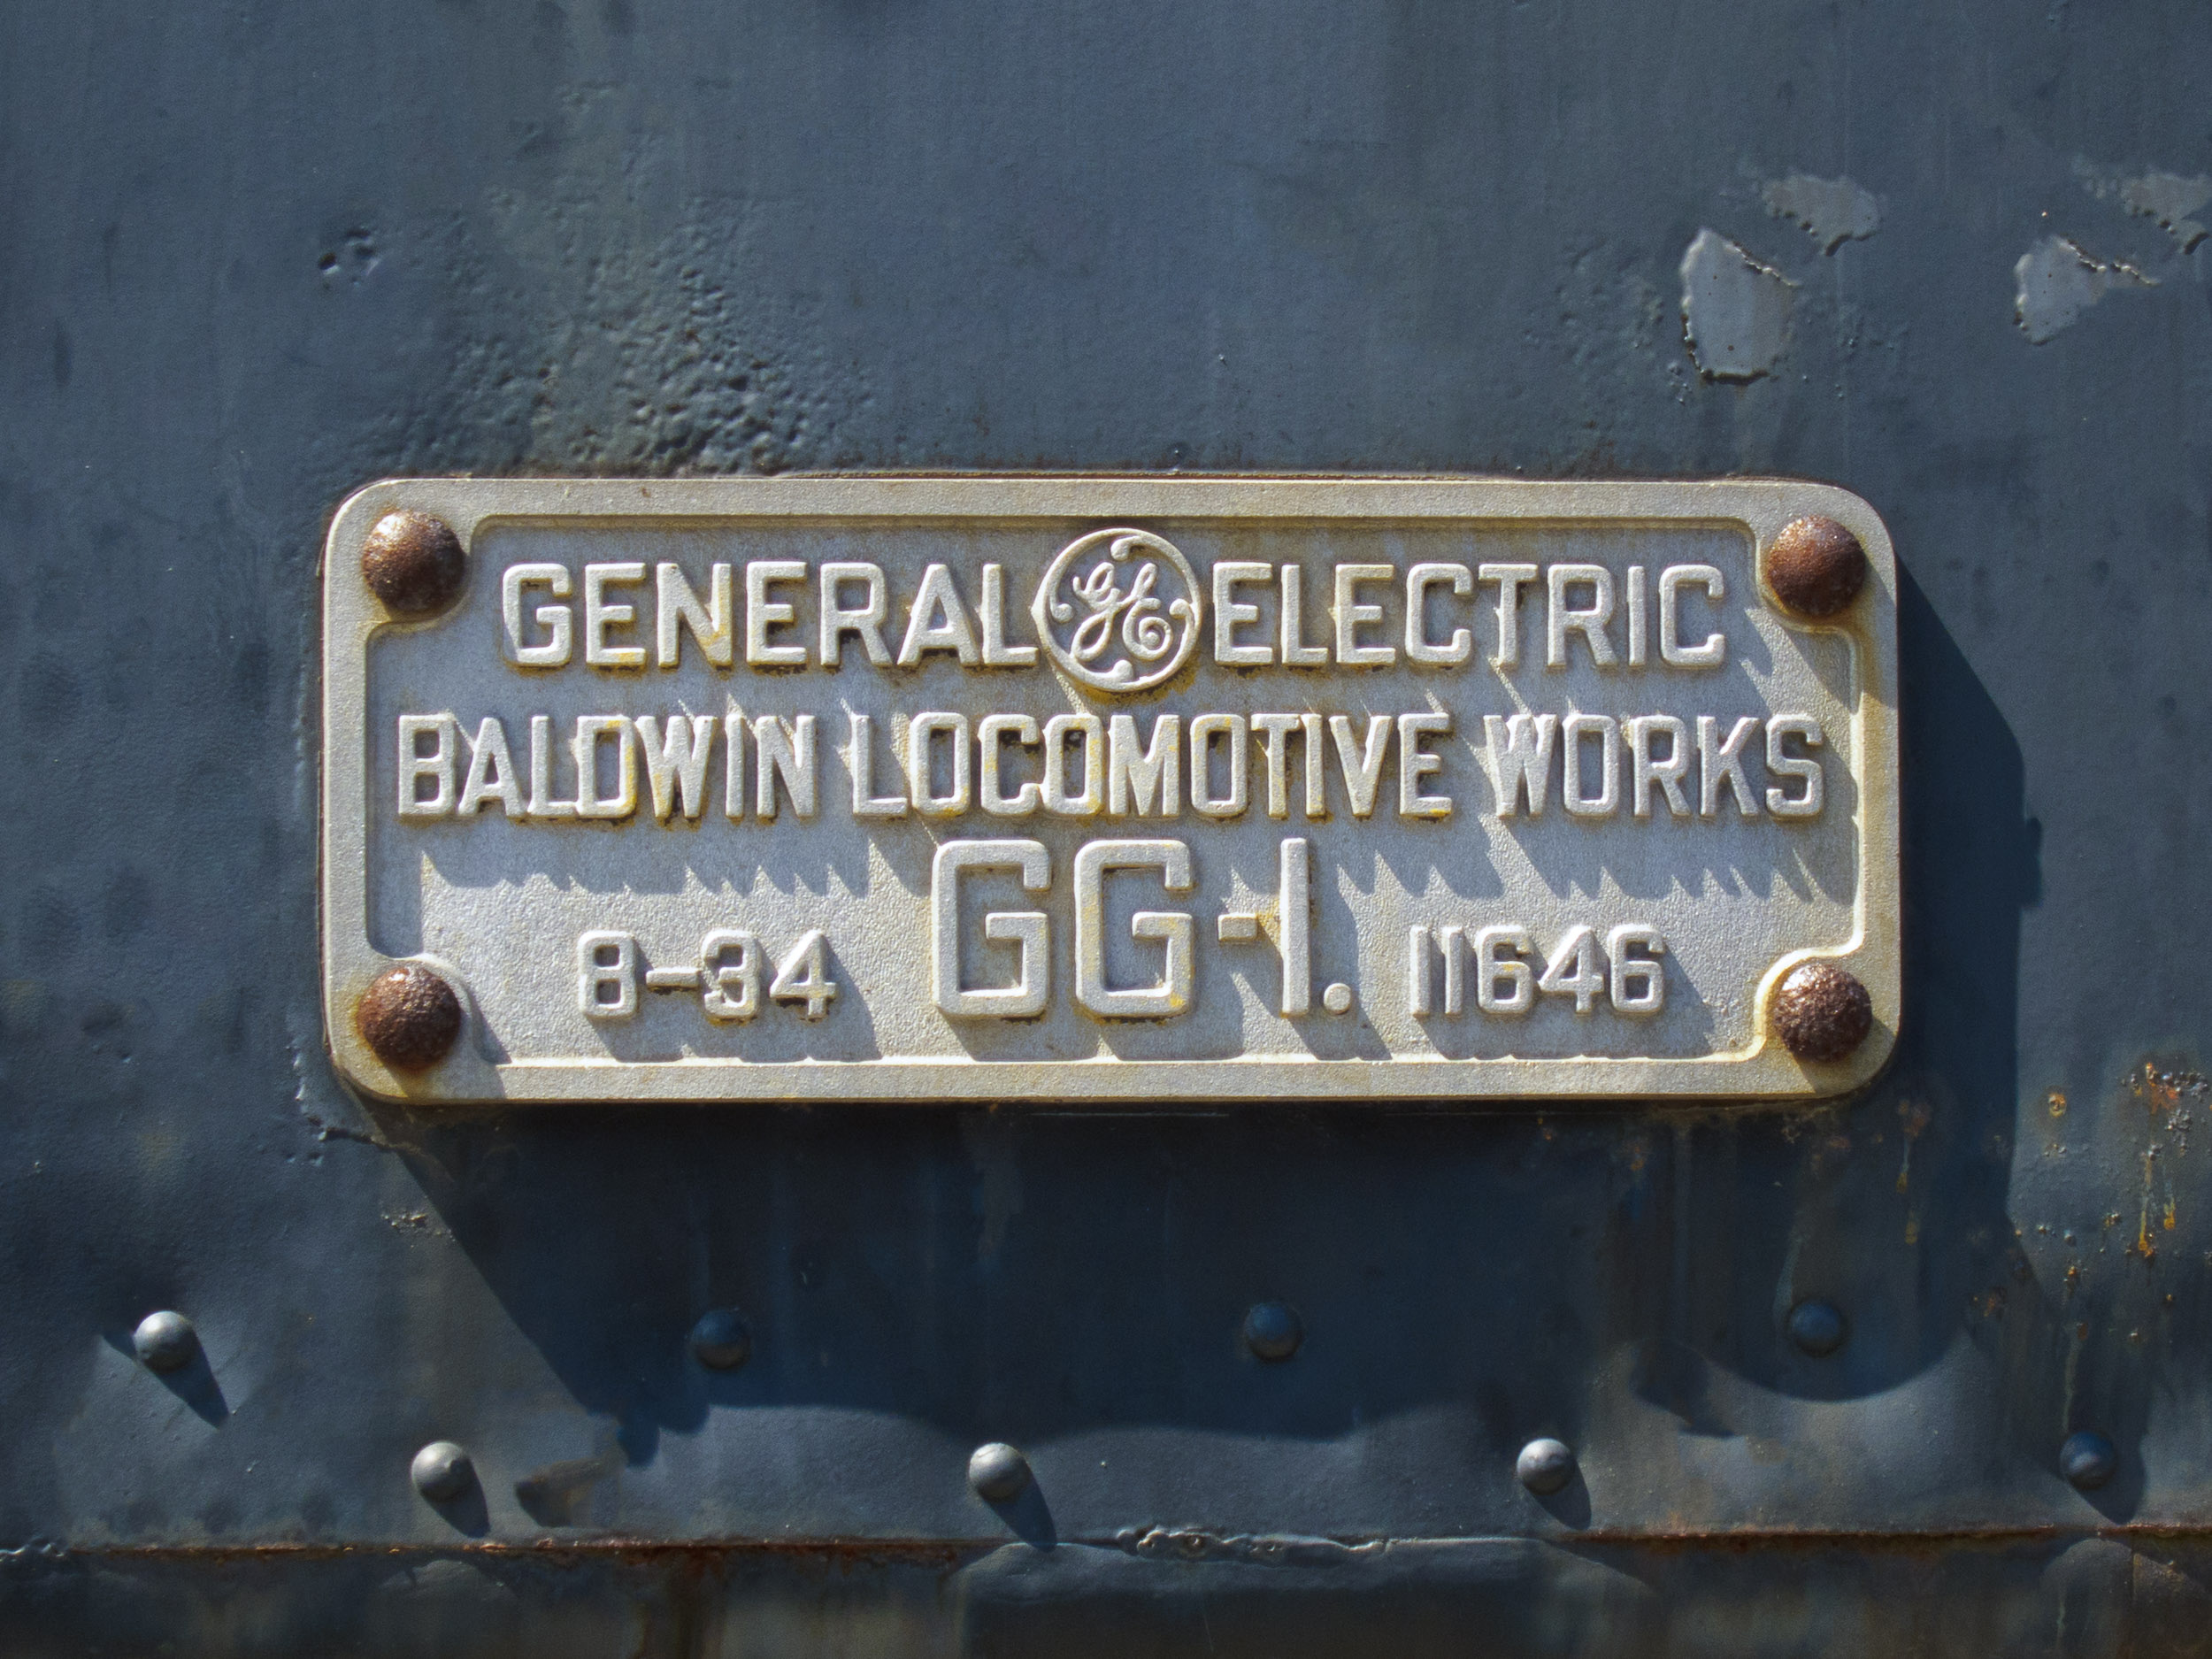 GENERAL GE ELECTRIC
BALDWIN LOCOMOTIVE WORKS
8-34 GG-1. 11646